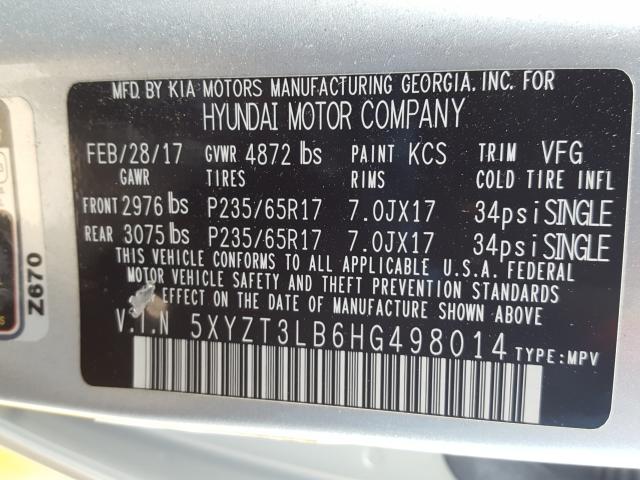 MFD. BY KIA MOTORS MANUFACTURING GEORGIA, INC. FOR
HYUNDAI MOTOR COMPANY
FEB/28/17 GVWR 4872 lbs PAINT KCS TRIM VFG
GAWR TIRES RIMS COLD TIRE INFL
FRONT 2976 lbs P235/65R17 7.0JX17 34psi SINGLE
REAR 3075 lbs P235/65R17 7.0JX17 34psi SINGLE
THIS VEHICLE CONFORMS TO ALL APPLICABLE U.S.A. FEDERAL
MOTOR VEHICLE SAFETY AND THEFT PREVENTION STANDARDS
EFFECT ON THE DATE OF MANUFACTURE SHOWN ABOVE.
V.I.N 5XYZT3LB6HG498014 TYPE:MPV
Z670